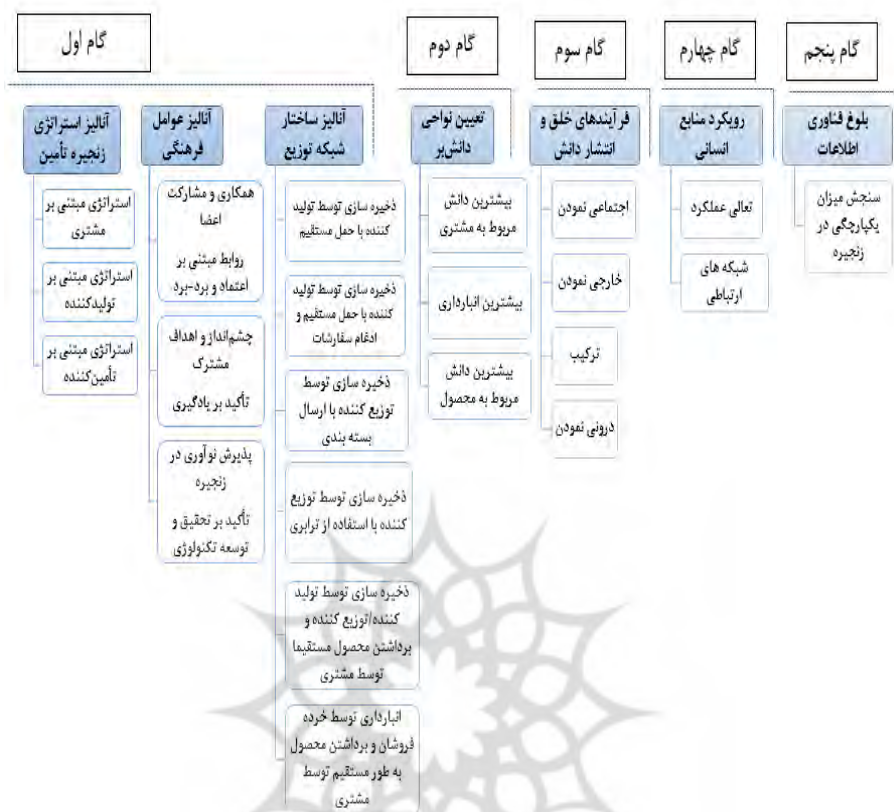 گام اول
گام دوم
گام سوم
گام چهارم
گام پنجم
آنالیز استراتژی
زنجیره تأمین
استراتژی مبتنی بر
مشتری
استراتژی مبتنی بر
تولیدکننده
استراتژی مبتنی بر
تأمین‌کننده
آنالیز عوامل
فرهنگی
همکاری و مشارکت
اعضا
روابط مبتنی بر
اعتماد و برد-برد
چشم‌انداز و اهداف
مشترک
تأکید بر یادگیری
پذیرش نوآوری در
زنجیره
تأکید بر تحقیق و
توسعه تکنولوژی
آنالیز ساختار
شبکه توزیع
ذخیره سازی توسط تولید
کننده با حمل مستقیم
ذخیره سازی توسط تولید
کننده با حمل مستقیم و
ادغام سفارشات
ذخیره سازی توسط
توزیع کننده با ارسال
بسته بندی
ذخیره سازی توسط توزیع
کننده با استفاده از ترابری
ذخیره سازی توسط تولید
کننده/توزیع کننده و
برداشتن محصول مستقیما
توسط مشتری
انبارداری توسط خرده
فروشان و برداشتن محصول
به طور مستقیم توسط
مشتری
تعیین نواحی
دانش‌بر
بیشترین دانش
مربوط به مشتری
بیشترین انبارداری
بیشترین دانش
مربوط به محصول
فرآیندهای خلق و
انتشار دانش
اجتماعی نمودن
خارجی نمودن
ترکیب
درونی نمودن
رویکرد منابع
انسانی
تعالی عملکرد
شبکه های
ارتباطی
بلوغ فناوری
اطلاعات
سنجش میزان
یکپارچگی در
زنجیره